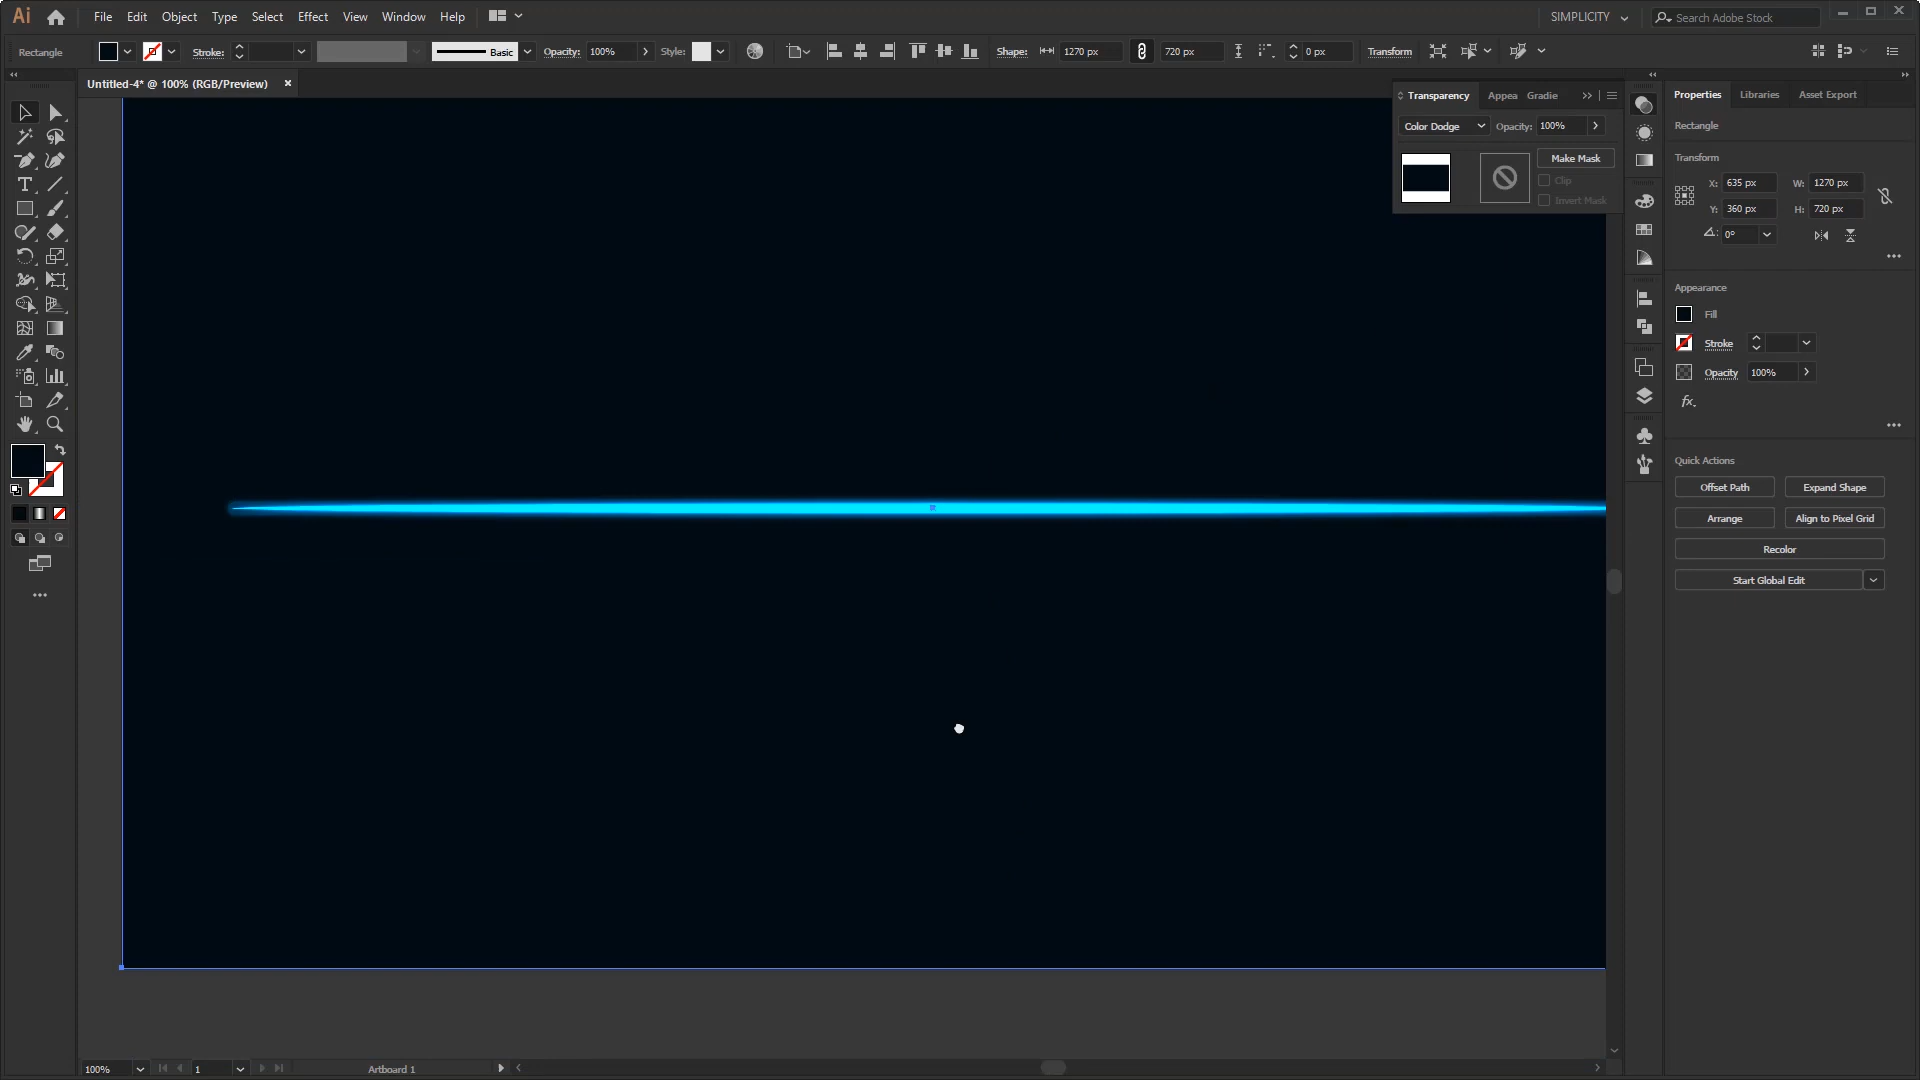 Ai File Edit Object Type Select Effect View Window Help SIMPLICITY Search Adobe Stock
Rectangle Stroke: Basic Opacity: 100% Style: Shape: 1270 px 720 px 0 px Transform
Untitled-4* @ 100% (RGB/Preview) ×
Transparency Appea Gradie
Color Dodge Opacity: 100%
Make Mask
Clip
Invert Mask
Properties Libraries Asset Export
Rectangle
Transform
X: 635 px W: 1270 px
Y: 360 px H: 720 px
0°
Appearance
Fill
Stroke
Opacity 100%
fx
Quick Actions
Offset Path Expand Shape
Arrange Align to Pixel Grid
Recolor
Start Global Edit
100% 1 Artboard 1